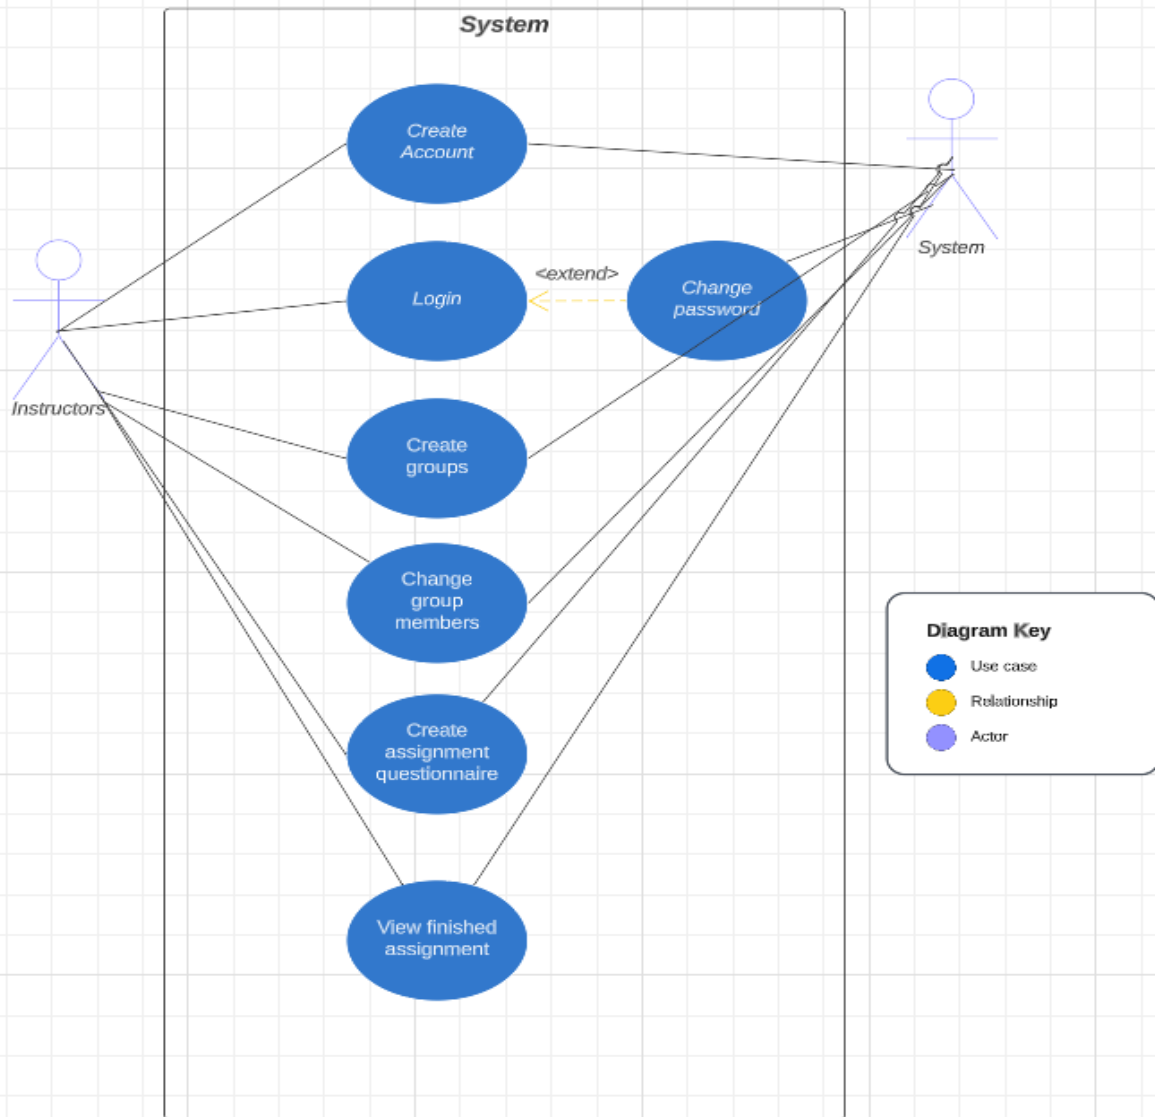 System
Create
Account
Login
<extend>
Change
password
System
Instructors
Create
groups
Change
group
members
Create
assignment
questionnaire
View finished
assignment
Diagram Key
Use case
Relationship
Actor